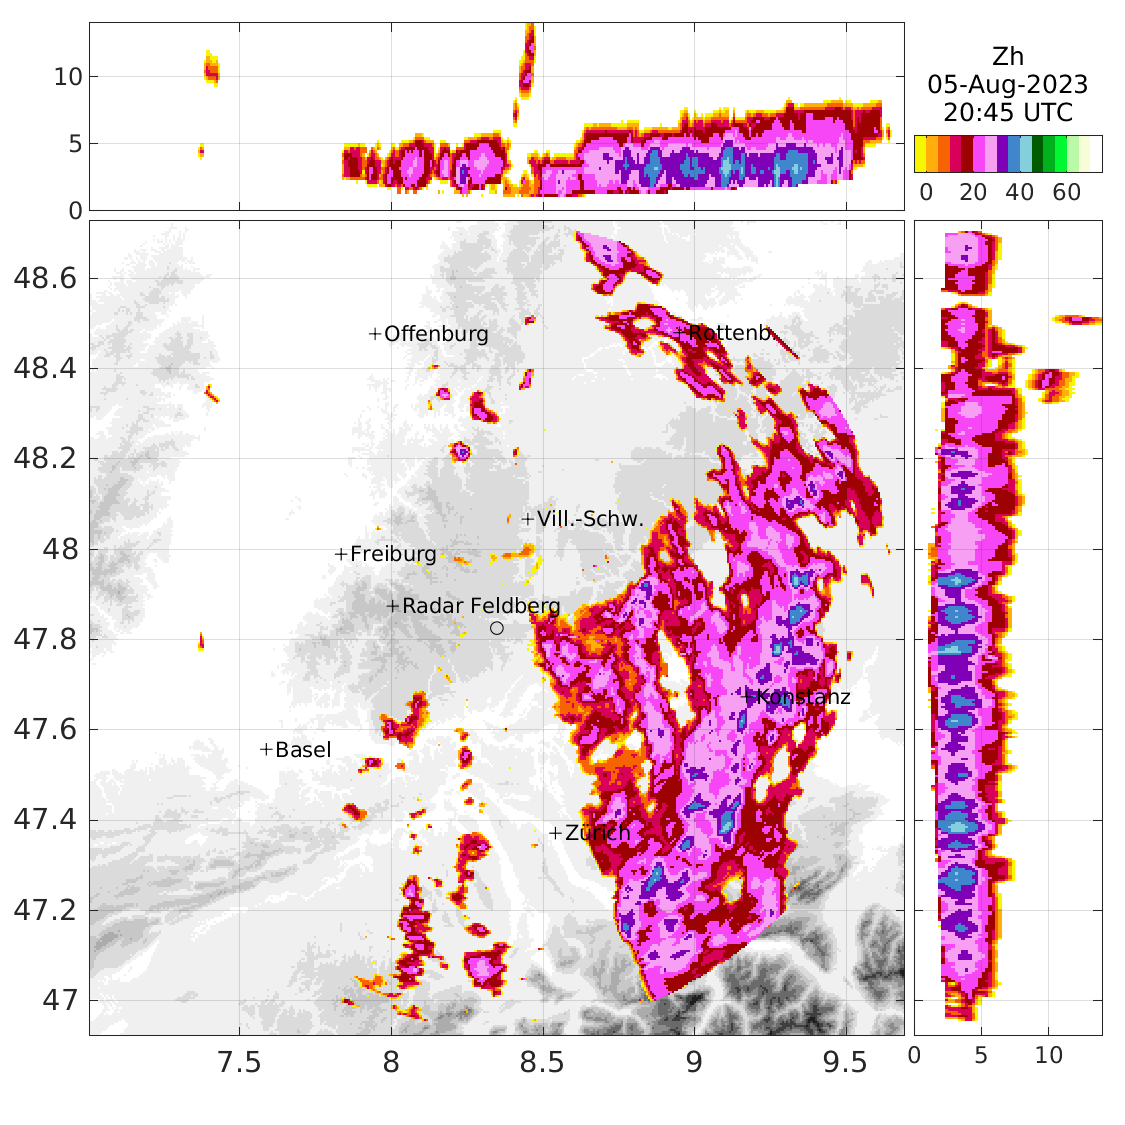 Zh
05-Aug-2023
20:45 UTC
0 20 40 60
10
5
0
48.6
48.4
48.2
48
47.8
47.6
47.4
47.2
47
Offenburg
Rottenb.
Vill.-Schw.
Freiburg
Radar Feldberg
Konstanz
Basel
Zürich
7.5 8 8.5 9 9.5
0 5 10